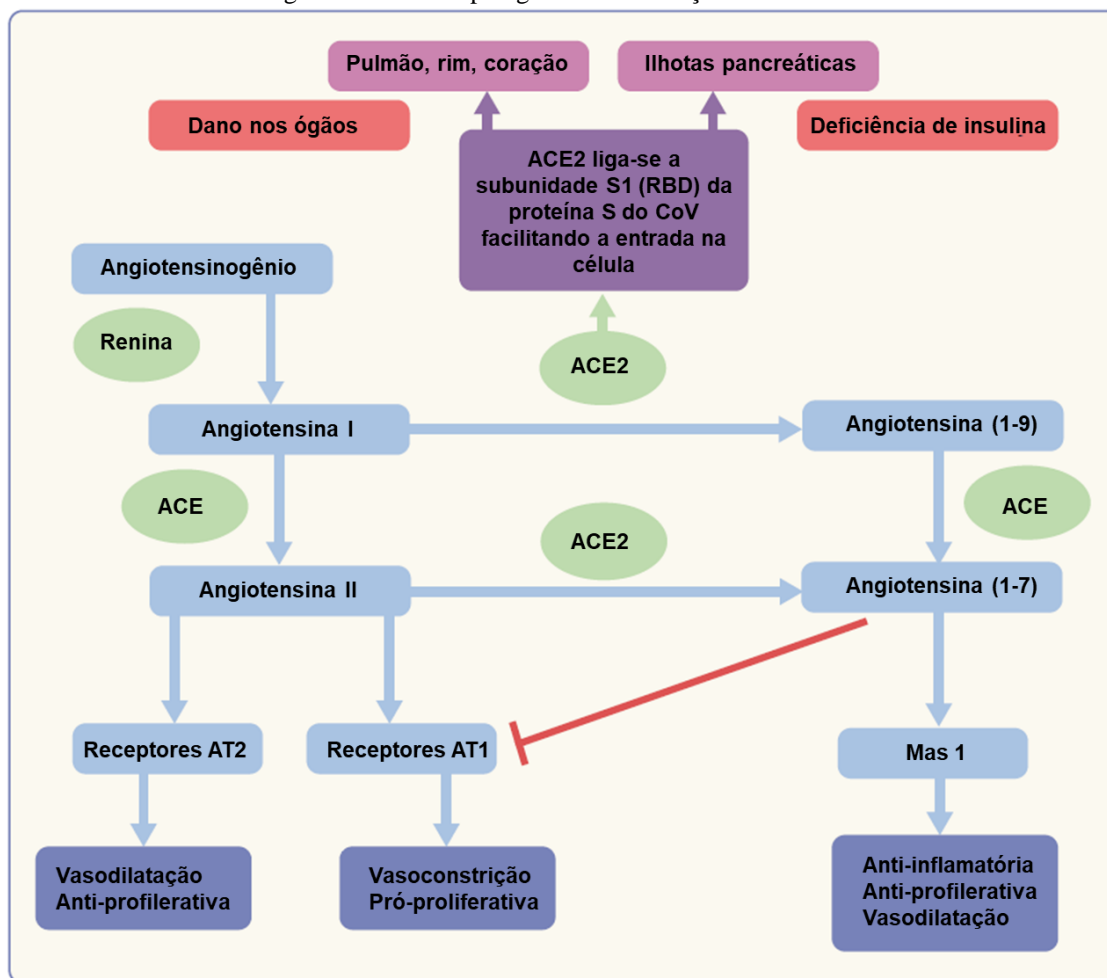 Pulmão, rim, coração
Ilhotas pancreáticas
Dano nos ógãos
Deficiência de insulina
ACE2 liga-se a
subunidade S1 (RBD) da
proteína S do CoV
facilitando a entrada na
célula
Angiotensinogênio
Renina
ACE2
Angiotensina I
Angiotensina (1-9)
ACE
ACE2
ACE
Angiotensina II
Angiotensina (1-7)
Receptores AT2
Receptores AT1
Mas 1
Vasodilatação
Anti-profilerativa
Vasoconstrição
Pró-proliferativa
Anti-inflamatória
Anti-profilerativa
Vasodilatação